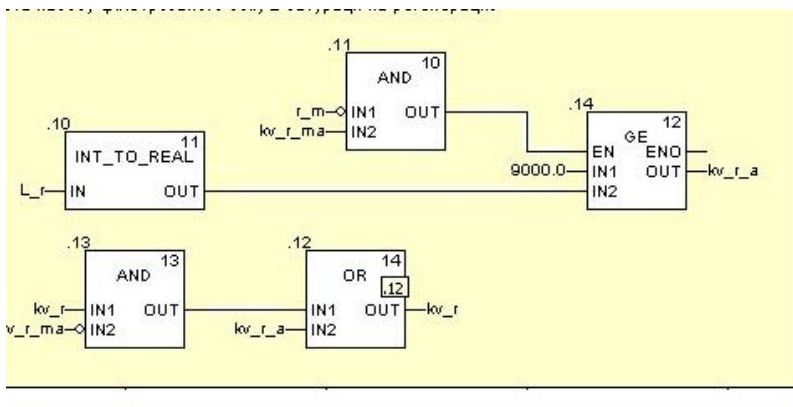 .11
10
AND
r_m IN1 OUT
kv_r_ma IN2
.14
12
GE
EN ENO
9000.0 IN1 OUT kv_r_a
IN2
.10
11
INT_TO_REAL
L_r IN OUT
.13
13
AND
kv_r IN1 OUT
v_r_ma IN2
.12
14
OR
.12
IN1 OUT kv_r
kv_r_a IN2